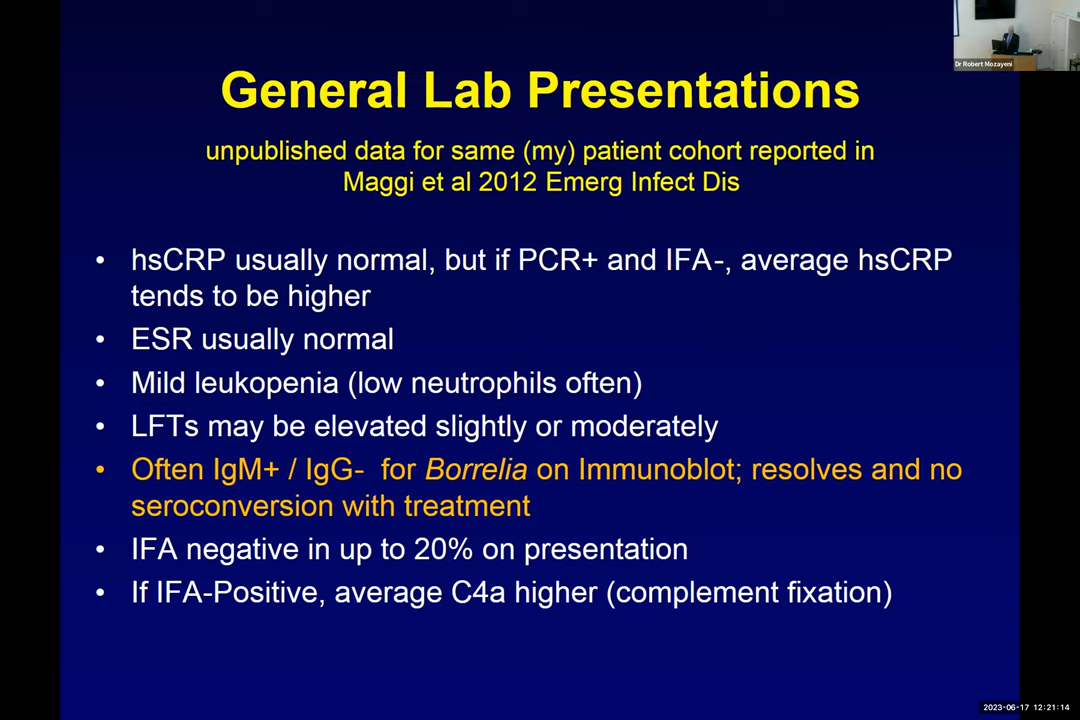 Dr Robert Mozayeni
General Lab Presentations
unpublished data for same (my) patient cohort reported in
Maggi et al 2012 Emerg Infect Dis
• hsCRP usually normal, but if PCR+ and IFA-, average hsCRP
tends to be higher
• ESR usually normal
• Mild leukopenia (low neutrophils often)
• LFTs may be elevated slightly or moderately
• Often IgM+ / IgG- for Borrelia on Immunoblot; resolves and no
seroconversion with treatment
• IFA negative in up to 20% on presentation
• If IFA-Positive, average C4a higher (complement fixation)
2023-06-17 12:21:14